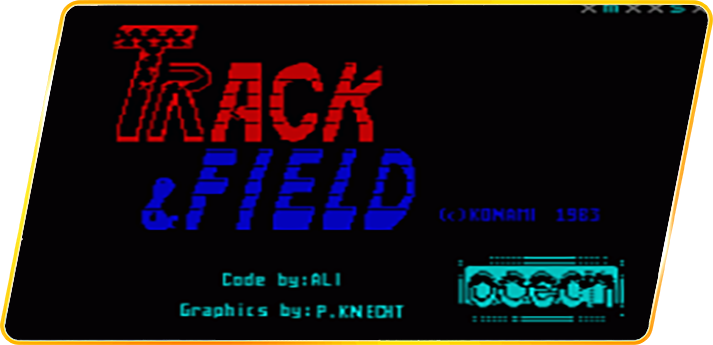 TRACK
& FIELD
(c) KONAMI 1983
Code by:ALI
ocean
Graphics by:P.KNECHT